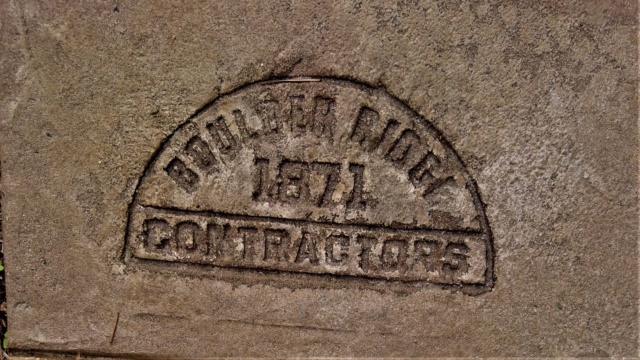 BOULDER RIDGE
1871
CONTRACTORS